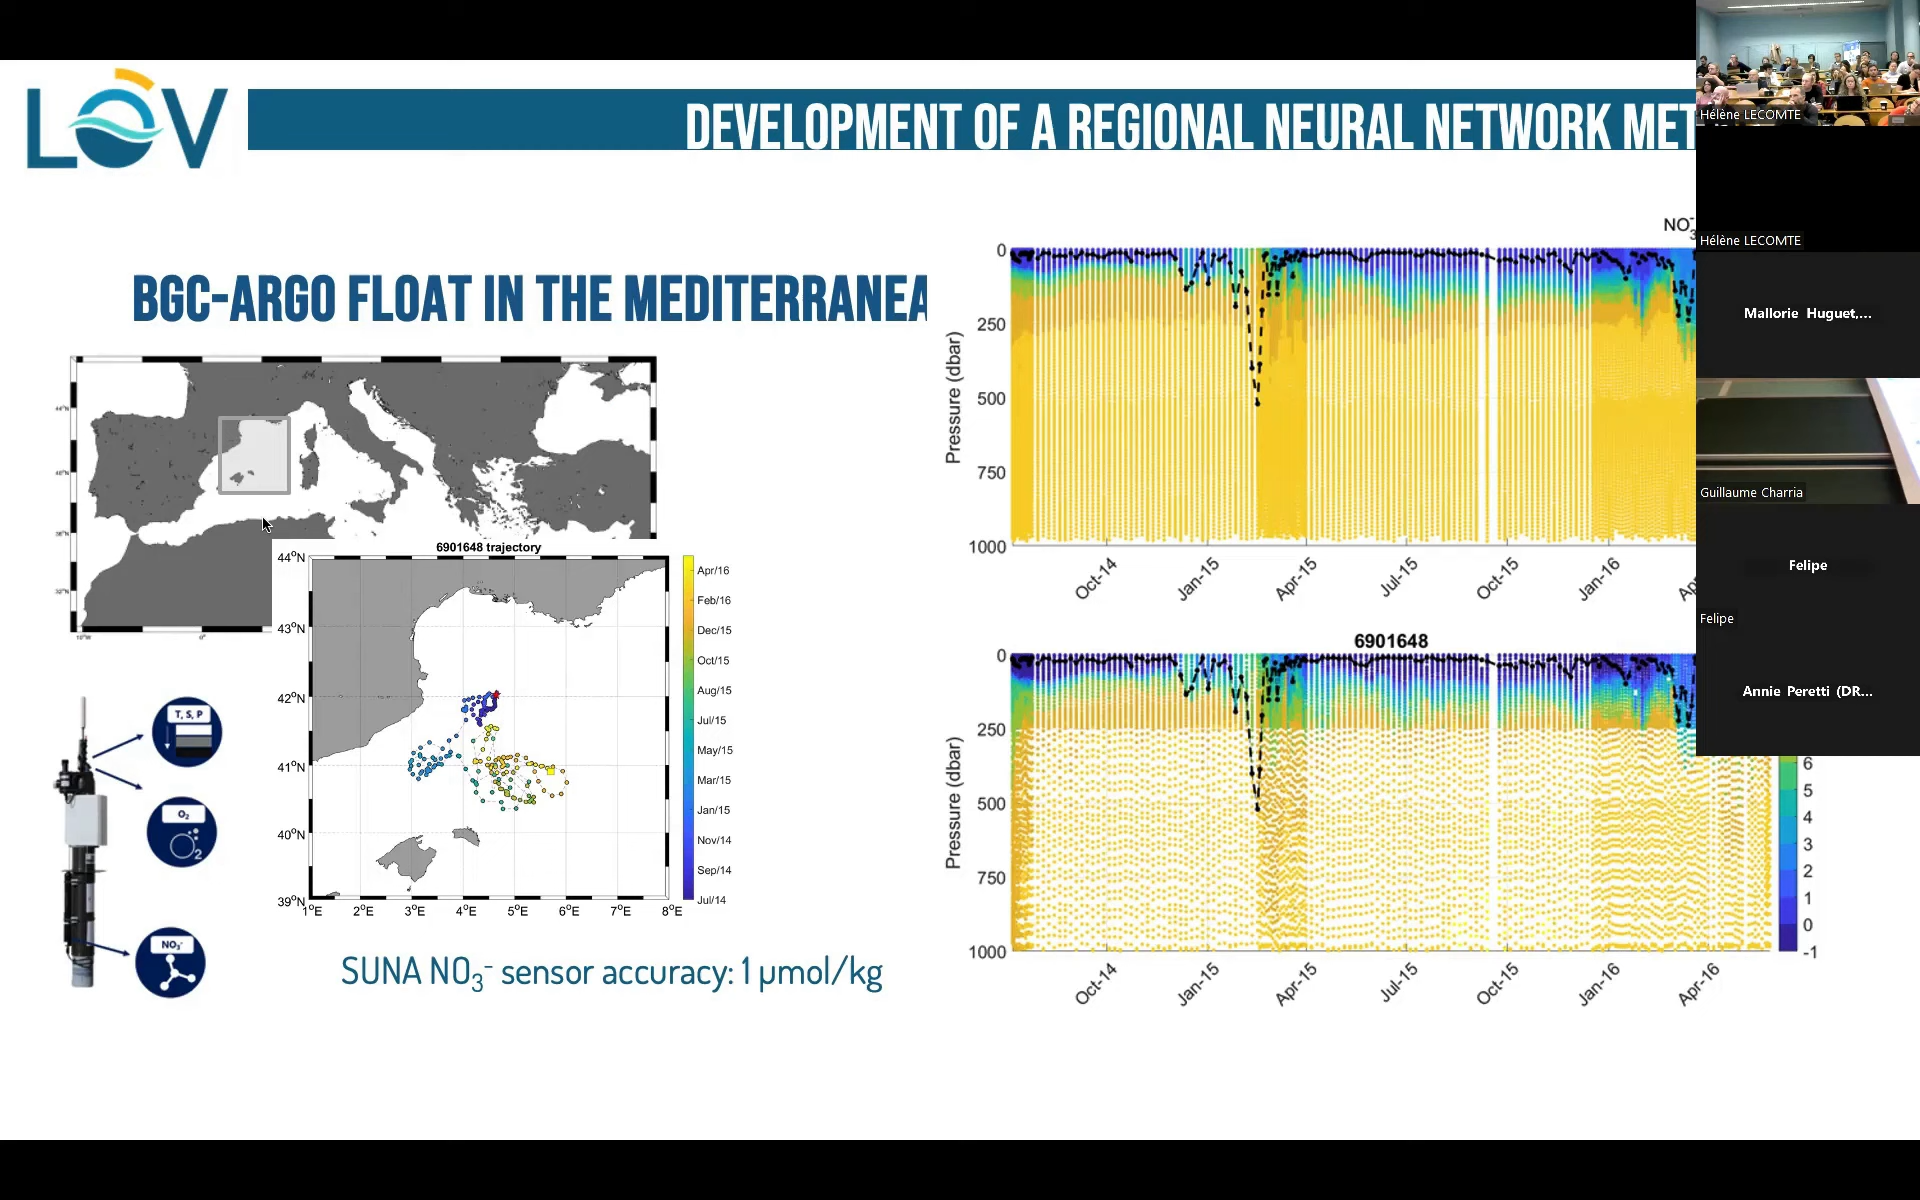 LOV
DEVELOPMENT OF A REGIONAL NEURAL NETWORK MET
BGC-ARGO FLOAT IN THE MEDITERRANEA
6901648 trajectory
44°N
43°N
42°N
41°N
40°N
39°N
1°E 2°E 3°E 4°E 5°E 6°E 7°E 8°E
Apr/16
Feb/16
Dec/15
Oct/15
Aug/15
Jul/15
May/15
Mar/15
Jan/15
Nov/14
Sep/14
Jul/14
T, S, P
O₂
2
NO₃⁻
SUNA NO₃⁻ sensor accuracy: 1 µmol/kg
NO₃⁻
Pressure (dbar)
0
250
500
750
1000
Oct-14 Jan-15 Apr-15 Jul-15 Oct-15 Jan-16 Ap
6901648
Pressure (dbar)
0
250
500
750
1000
Oct-14 Jan-15 Apr-15 Jul-15 Oct-15 Jan-16 Apr-16
6
5
4
3
2
1
0
-1
Hélène LECOMTE
Hélène LECOMTE
Mallorie Huguet,...
Guillaume Charria
Felipe
Felipe
Annie Peretti (DR...